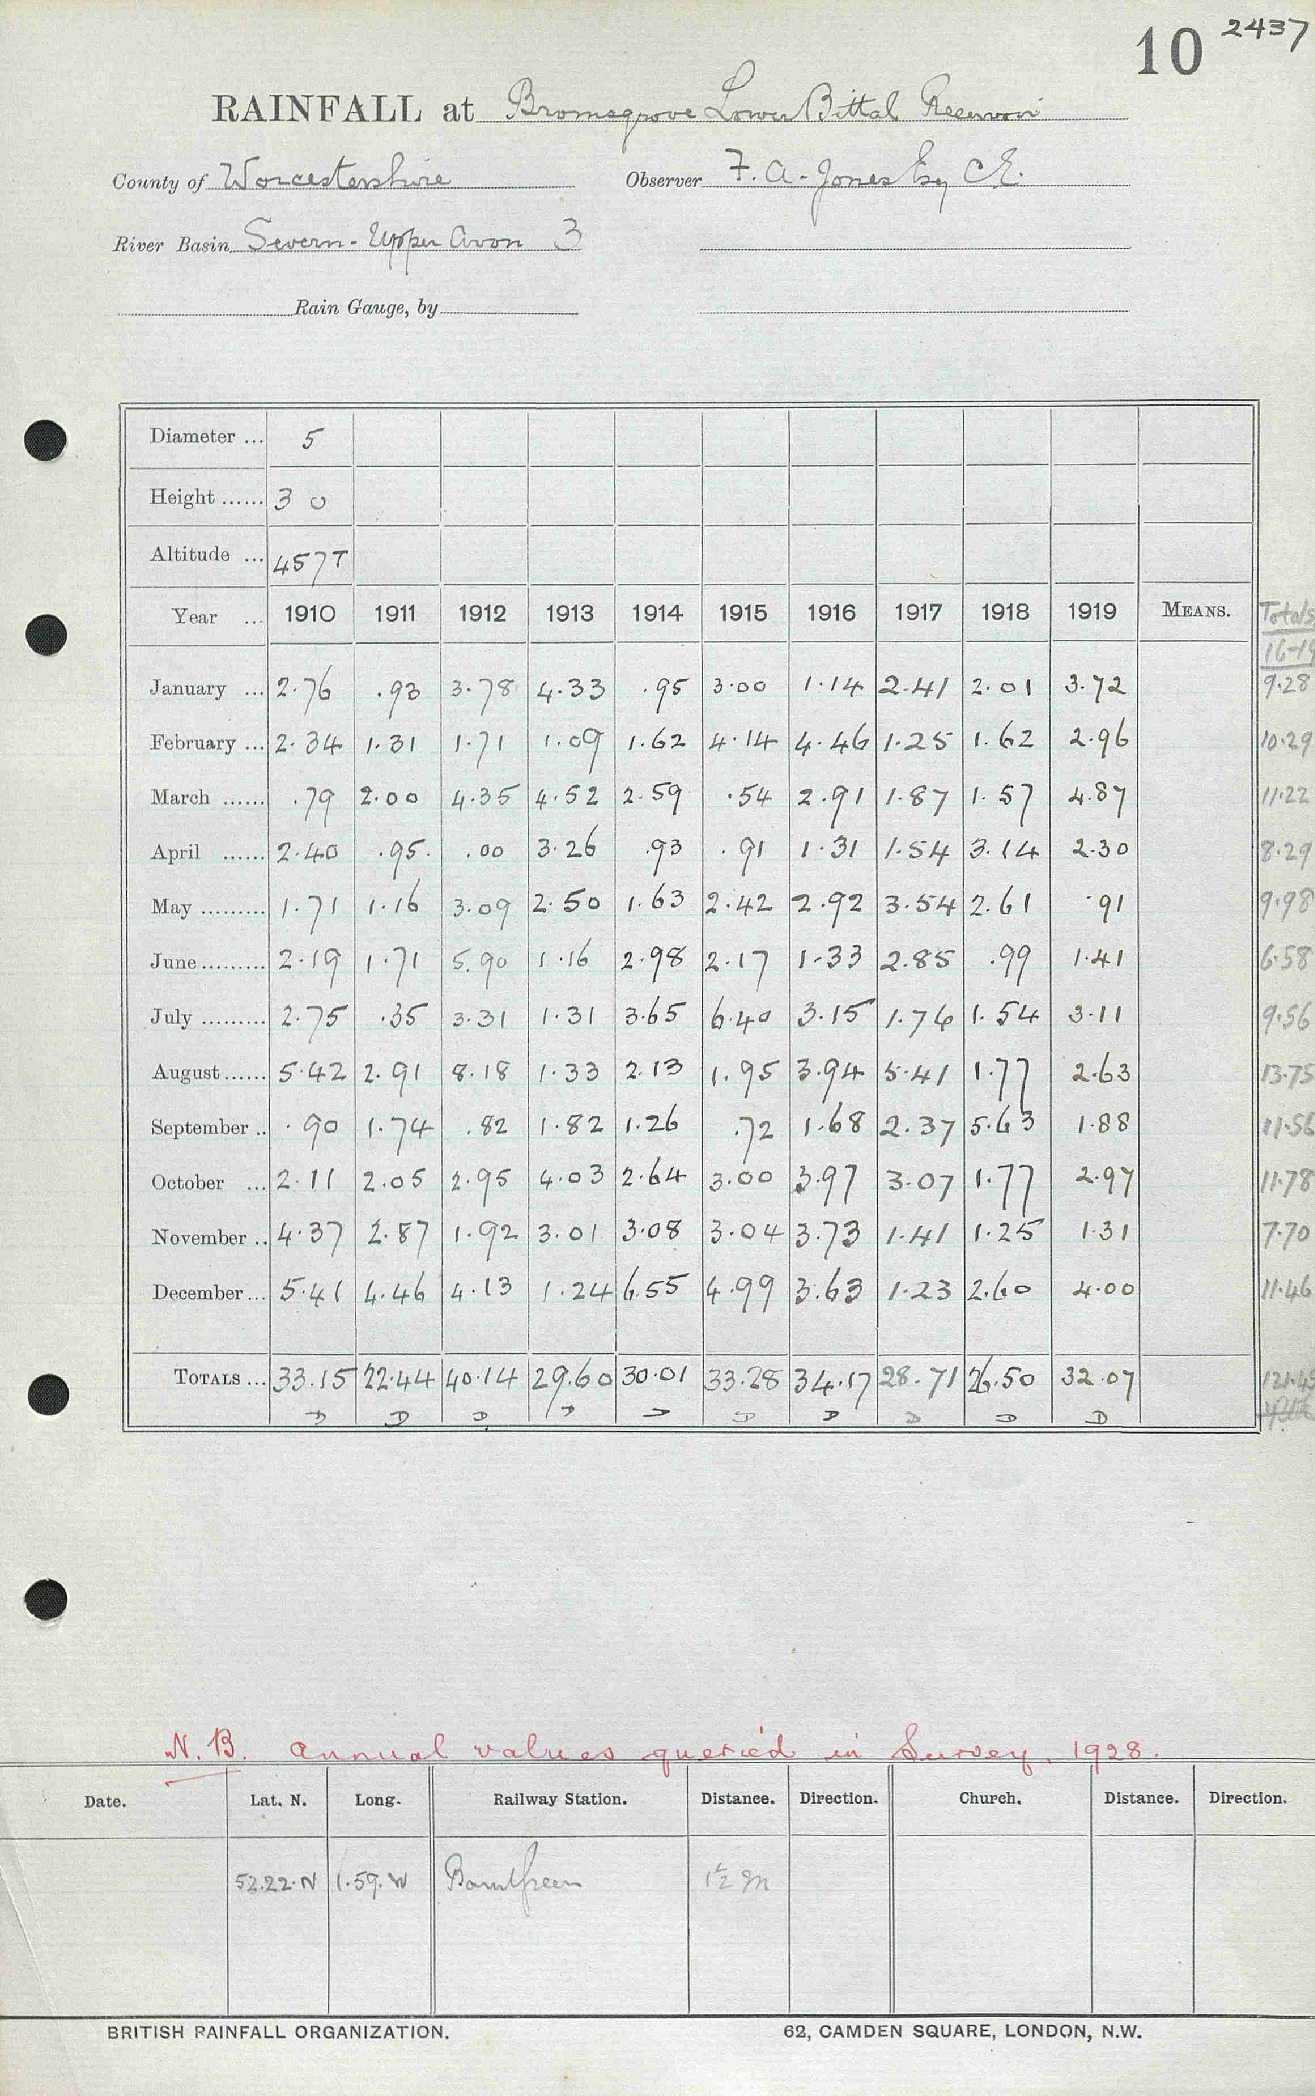 10 2437
RAINFALL at Bromsgrove Lower Bittal Reservoir
County of Worcestershire Observer F. A. Jones Esq C.E.
River Basin Severn - Upper Avon 3
Rain Gauge, by
Diameter ... 5
Height ...... 3 0
Altitude ... 457T
Year ... 1910 1911 1912 1913 1914 1915 1916 1917 1918 1919 MEANS. Totals
16-19
January ... 2.76 .93 3.78 4.33 .95 3.00 1.14 2.41 2.01 3.72 9.28
February ... 2.34 1.31 1.71 1.09 1.62 4.14 4.46 1.25 1.62 2.96 10.29
March ...... .79 2.00 4.35 4.52 2.59 .54 2.91 1.87 1.57 4.87 11.22
April ...... 2.40 .95 .00 3.26 .93 .91 1.31 1.54 3.14 2.30 8.29
May ......... 1.71 1.16 3.09 2.50 1.63 2.42 2.92 3.54 2.61 .91 9.98
June ......... 2.19 1.71 5.90 1.16 2.98 2.17 1.33 2.85 .99 1.41 6.58
July ......... 2.75 .35 3.31 1.31 3.65 6.40 3.15 1.76 1.54 3.11 9.56
August ...... 5.42 2.91 8.18 1.33 2.13 1.95 3.94 5.41 1.77 2.63 13.75
September .. .90 1.74 .82 1.82 1.26 .72 1.68 2.37 5.63 1.88 11.56
October ... 2.11 2.05 2.95 4.03 2.64 3.00 3.97 3.07 1.77 2.97 11.78
November .. 4.37 2.87 1.92 3.01 3.08 3.04 3.73 1.41 1.25 1.31 7.70
December ... 5.41 4.46 4.13 1.24 6.55 4.99 3.63 1.23 2.60 4.00 11.46
TOTALS ... 33.15 22.44 40.14 29.60 30.01 33.28 34.17 28.71 26.50 32.07 121.45
D D D D D D D D D D
N.B. Annual values queried in Survey. 1928.
Date. Lat. N. Long. Railway Station. Distance. Direction. Church. Distance. Direction.
52.22.N 1.59.W Barnt Green 1½ m
BRITISH RAINFALL ORGANIZATION. 62, CAMDEN SQUARE, LONDON, N.W.